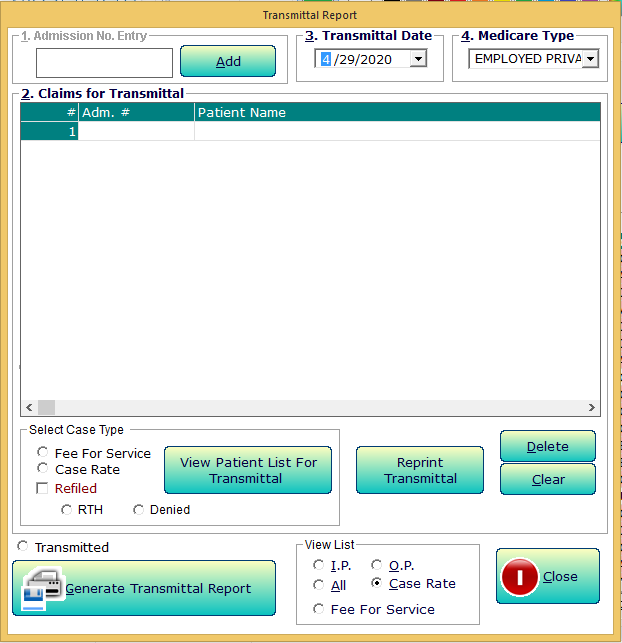 Transmittal Report
1. Admission No. Entry
3. Transmittal Date
4. Medicare Type
Add
4 /29/2020
EMPLOYED PRIVA
2. Claims for Transmittal
# Adm. # Patient Name
1
Select Case Type
Fee For Service
Case Rate
Refiled
RTH Denied
View Patient List For
Transmittal
Reprint
Transmittal
Delete
Clear
Transmitted
Generate Transmittal Report
View List
I.P. O.P.
All Case Rate
Fee For Service
Close